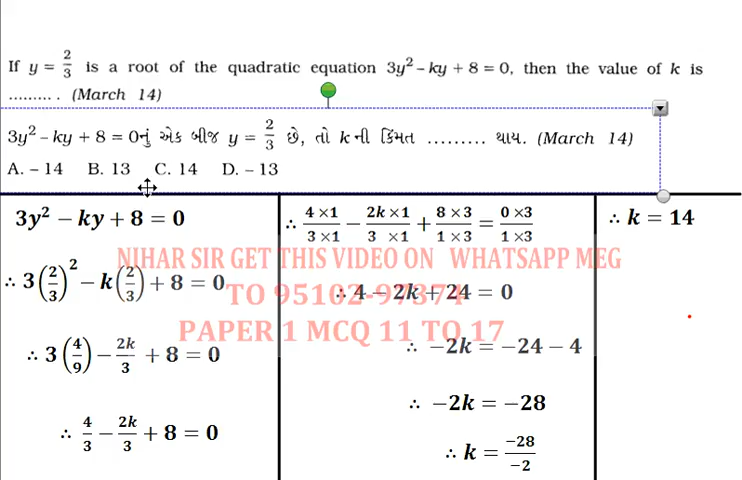 If y = 2/3 is a root of the quadratic equation 3y² – ky + 8 = 0, then the value of k is
......... . (March 14)
3y² – ky + 8 = 0નું એક બીજ y = 2/3 છે, તો k ની કિંમત ......... થાય. (March 14)
A. – 14 B. 13 C. 14 D. – 13
3y² − ky + 8 = 0
∴ 3(2/3)² − k(2/3) + 8 = 0
∴ 3(4/9) − 2k/3 + 8 = 0
∴ 4/3 − 2k/3 + 8 = 0
∴ 4×1/3×1 − 2k×1/3×1 + 8×3/1×3 = 0×3/1×3
∴ 4 − 2k + 24 = 0
∴ −2k = −24 − 4
∴ −2k = −28
∴ k = −28/−2
∴ k = 14
NIHAR SIR GET THIS VIDEO ON WHATSAPP MEG
TO 95102-97374
PAPER 1 MCQ 11 TO 17